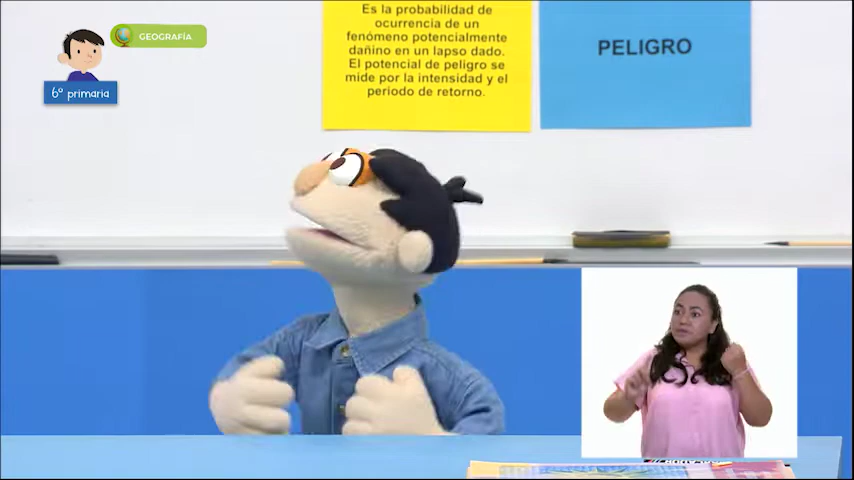 GEOGRAFÍA
6º primaria
Es la probabilidad de
ocurrencia de un
fenómeno potencialmente
dañino en un lapso dado.
El potencial de peligro se
mide por la intensidad y el
periodo de retorno.
PELIGRO